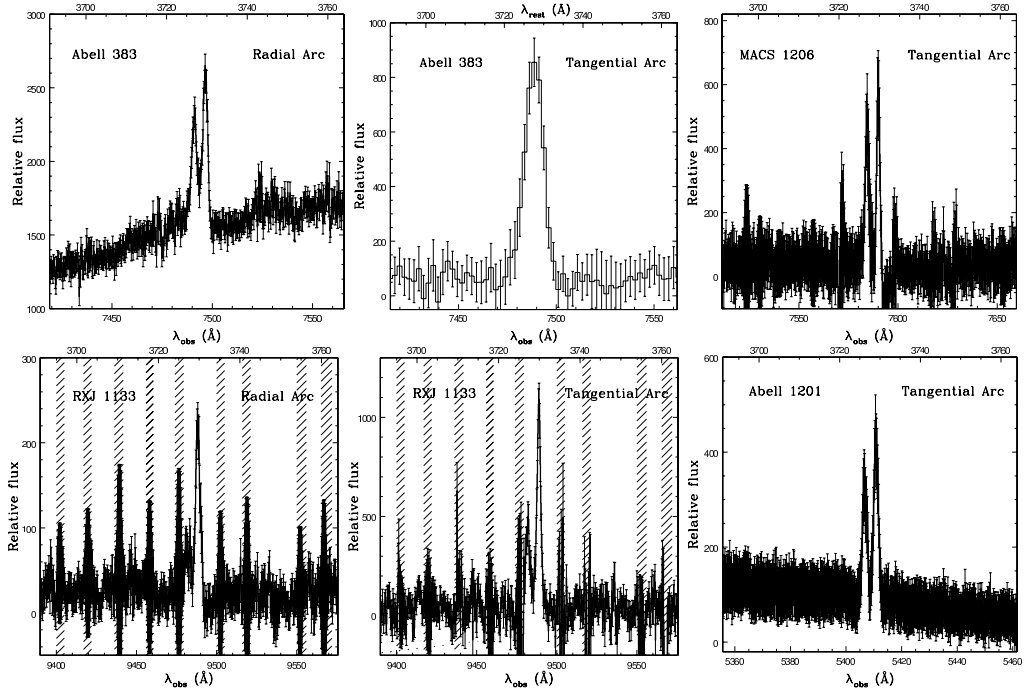 3700 3720 3740 3760
3000
2500
2000
1500
1000
Relative flux
Abell 383 Radial Arc
7450 7500 7550
λobs (Å)
λrest (Å)
3700 3720 3740 3760
1000
800
600
400
200
0
Relative flux
Abell 383 Tangential Arc
7450 7500 7550
λobs (Å)
3700 3720 3740 3760
800
600
400
200
0
Relative flux
MACS 1206 Tangential Arc
7550 7600 7650
λobs (Å)
3700 3720 3740 3760
300
200
100
0
Relative flux
RXJ 1133 Radial Arc
9400 9450 9500 9550
λobs (Å)
3700 3720 3740 3760
1000
500
0
Relative flux
RXJ 1133 Tangential Arc
9400 9450 9500 9550
λobs (Å)
3700 3720 3740 3760
600
400
200
0
Relative flux
Abell 1201 Tangential Arc
5360 5380 5400 5420 5440 5460
λobs (Å)